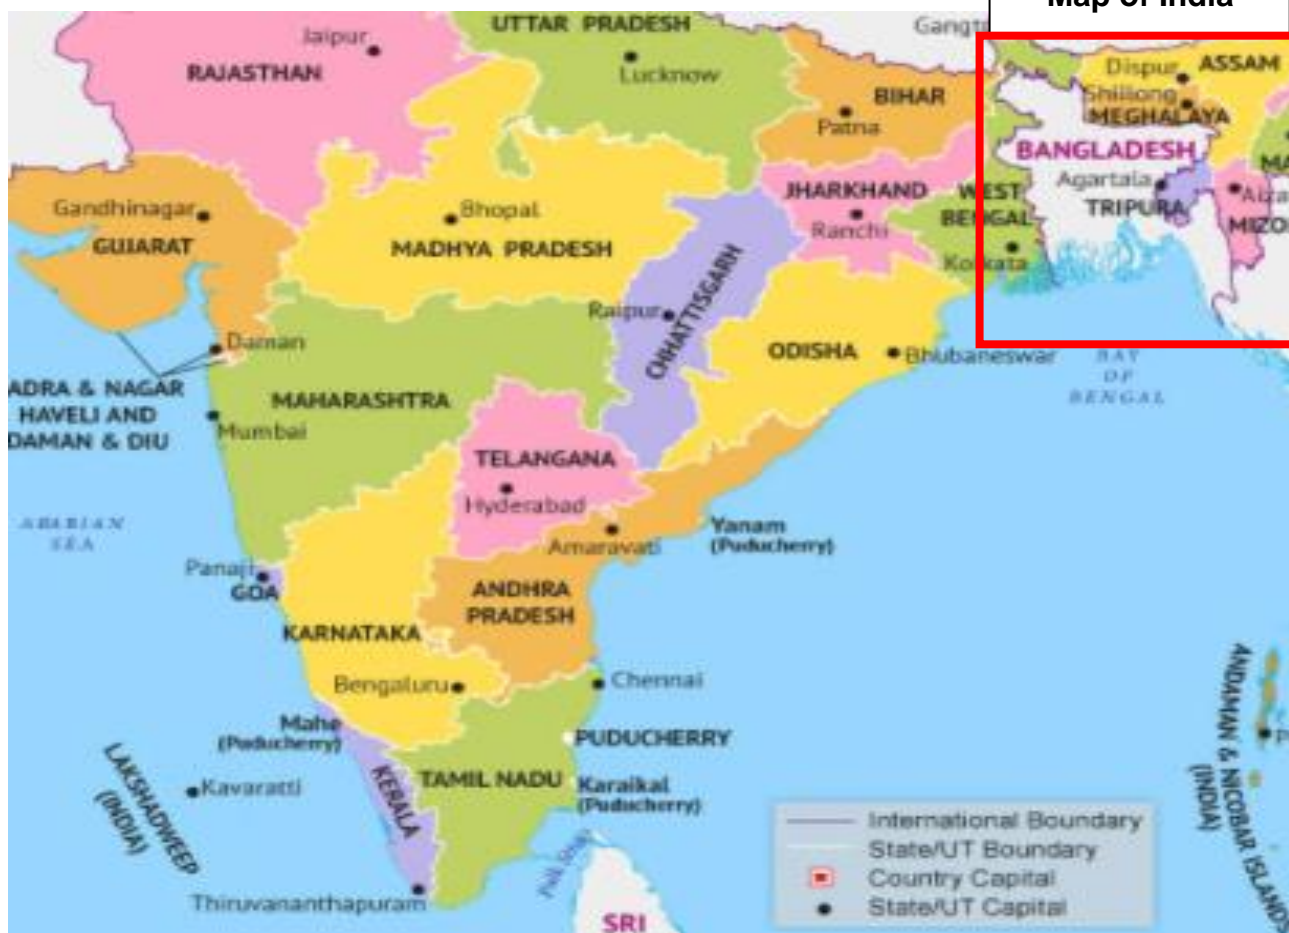 Map of India
UTTAR PRADESH
Jaipur
Lucknow
RAJASTHAN
BIHAR
Patna
Dispur
ASSAM
Shillong
MEGHALAYA
BANGLADESH
Agartala
TRIPURA
JHARKHAND
Ranchi
WEST
BENGAL
Kolkata
Gandhinagar
GUJARAT
Bhopal
MADHYA PRADESH
Raipur
CHHATTISGARH
ODISHA
Bhubaneswar
BAY
OF
BENGAL
Daman
ADRA & NAGAR
HAVELI AND
DAMAN & DIU
MAHARASHTRA
Mumbai
TELANGANA
Hyderabad
ARABIAN
SEA
Amaravati
Yanam
(Puducherry)
Panaji
GOA
ANDHRA
PRADESH
KARNATAKA
Bengaluru
Chennai
Mahe
(Puducherry)
PUDUCHERRY
LAKSHADWEEP
(INDIA)
Kavaratti
KERALA
TAMIL NADU
Karaikal
(Puducherry)
Thiruvananthapuram
SRI
ANDAMAN & NICOBAR ISLANDS
(INDIA)
International Boundary
State/UT Boundary
Country Capital
State/UT Capital